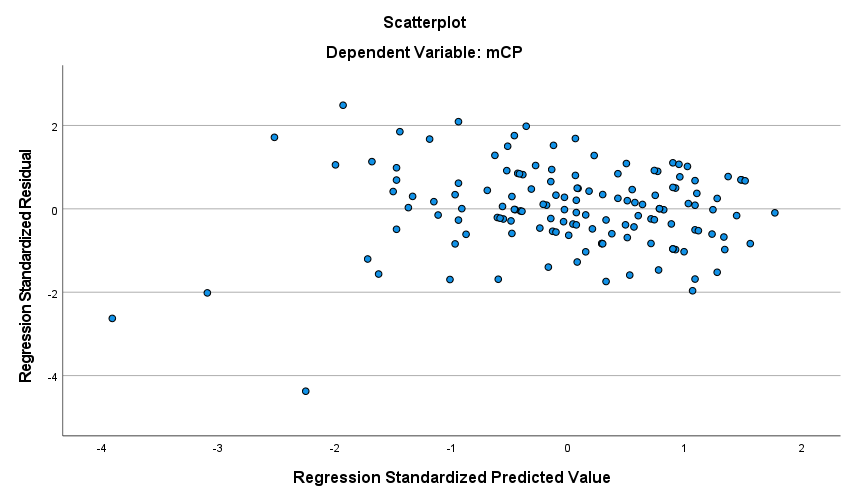 Scatterplot
Dependent Variable: mCP
Regression Standardized Residual
2
0
-2
-4
-4 -3 -2 -1 0 1 2
Regression Standardized Predicted Value